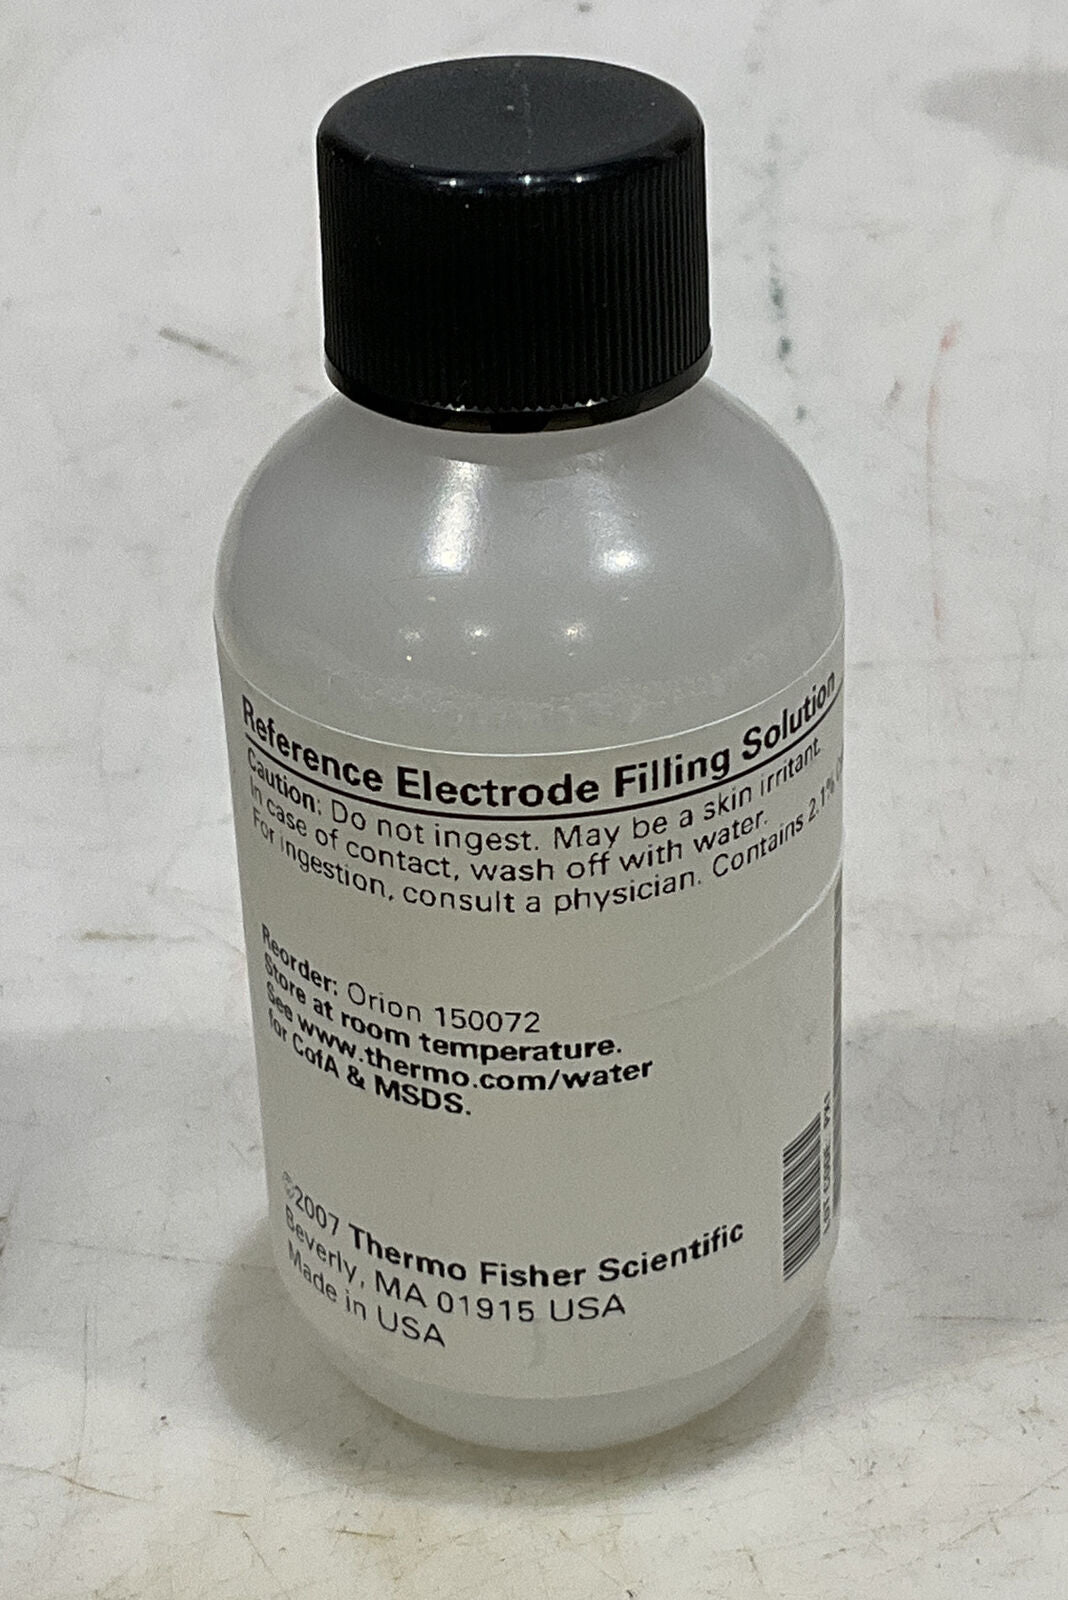 Reference Electrode Filling Solution
Caution: Do not ingest. May be a skin irritant.
In case of contact, wash off with water.
For ingestion, consult a physician. Contains 2.1%
Reorder: Orion 150072
Store at room temperature.
See www.thermo.com/water
for CofA & MSDS.
©2007 Thermo Fisher Scientific
Beverly, MA 01915 USA
Made in USA
LOT CODE